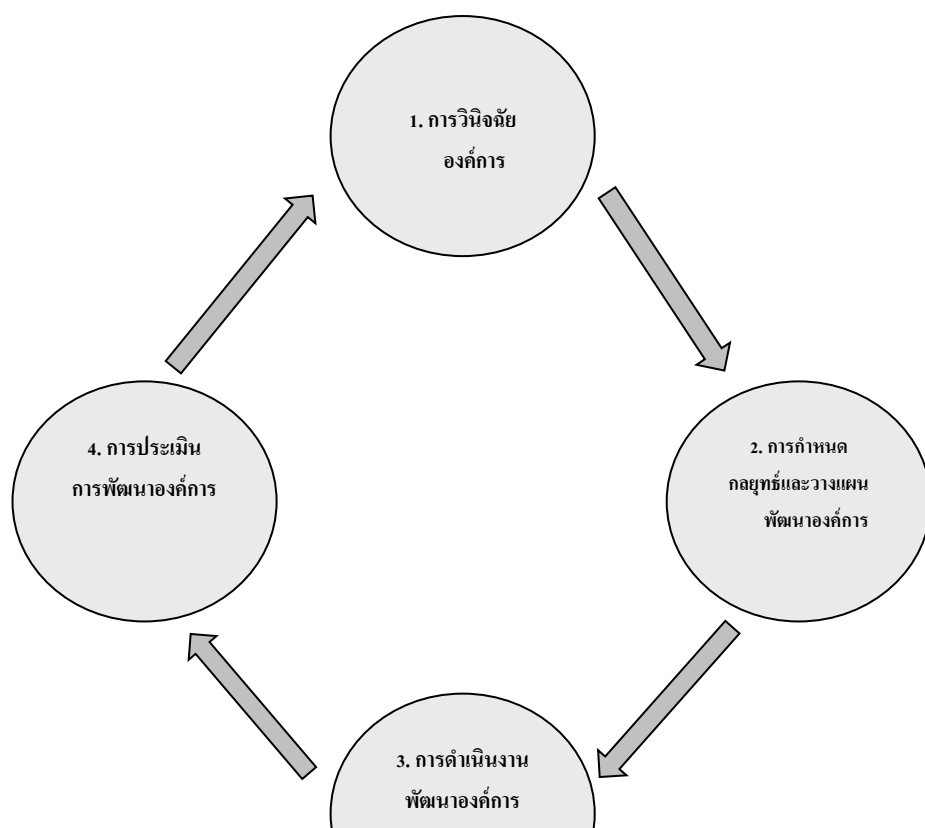 1. การวินิจฉัย
องค์การ
2. การกำหนด
กลยุทธ์และวางแผน
พัฒนาองค์การ
3. การดำเนินงาน
พัฒนาองค์การ
4. การประเมิน
การพัฒนาองค์การ